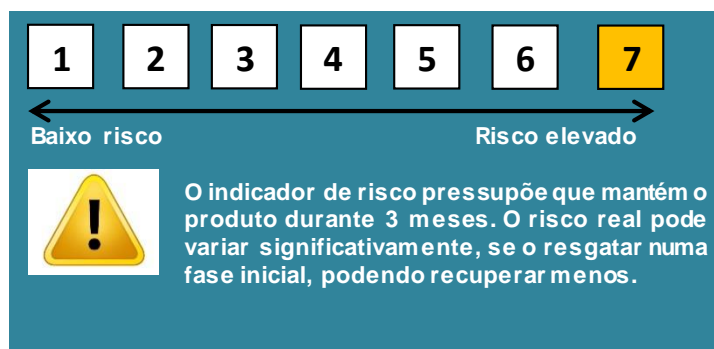 1 2 3 4 5 6 7
Baixo risco Risco elevado
O indicador de risco pressupõe que mantém o
produto durante 3 meses. O risco real pode
variar significativamente, se o resgatar numa
fase inicial, podendo recuperar menos.